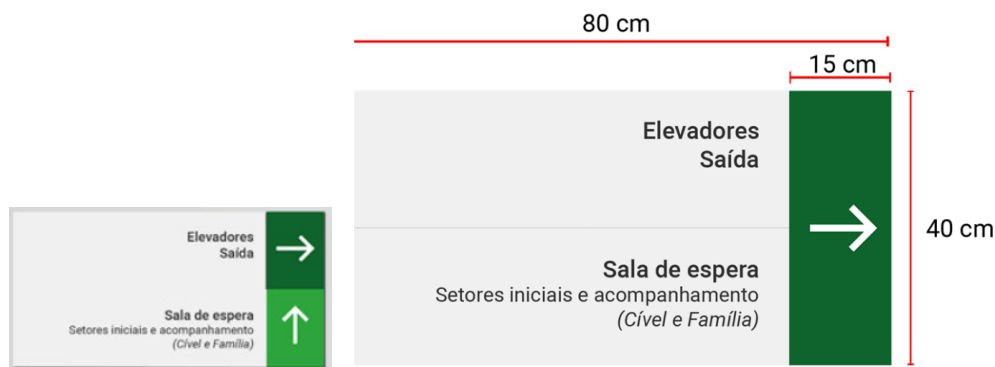 Elevadores
Saída
Sala de espera
Setores iniciais e acompanhamento
(Cível e Família)
80 cm
15 cm
Elevadores
Saída
Sala de espera
Setores iniciais e acompanhamento
(Cível e Família)
40 cm